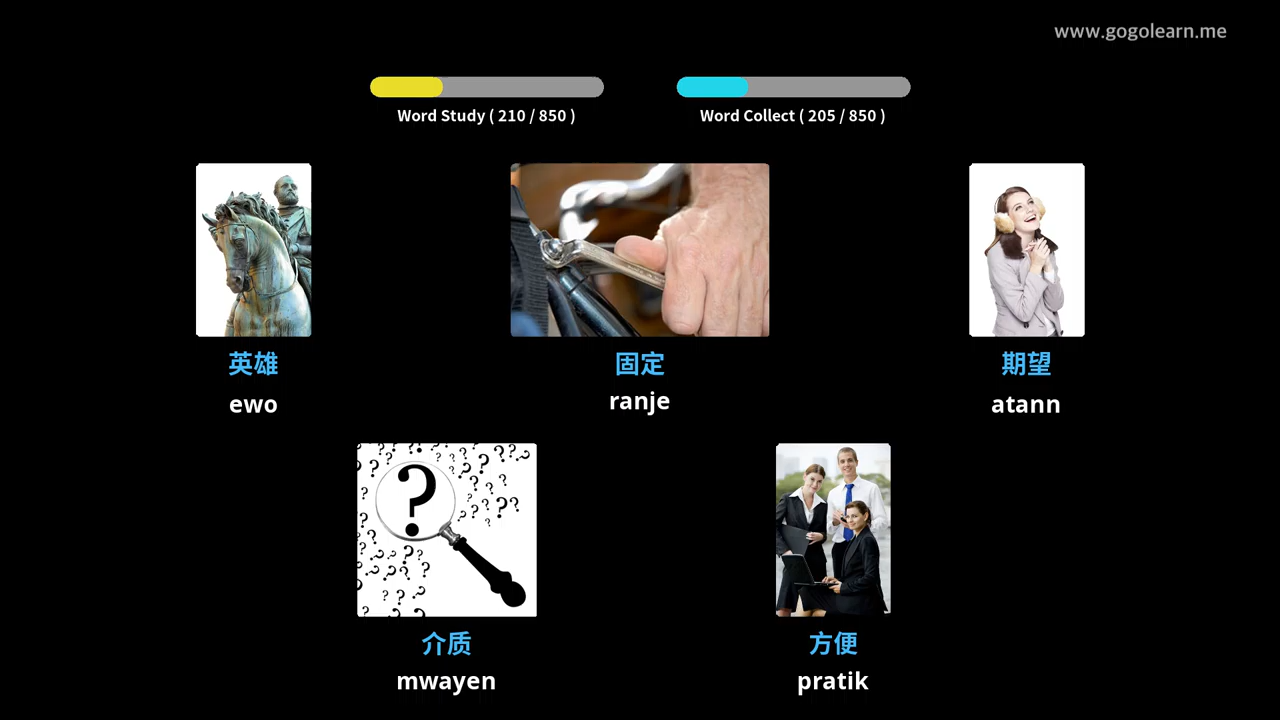 www.gogolearn.me
Word Study ( 210 / 850 )
Word Collect ( 205 / 850 )
英雄
ewo
固定
ranje
期望
atann
介质
mwayen
方便
pratik